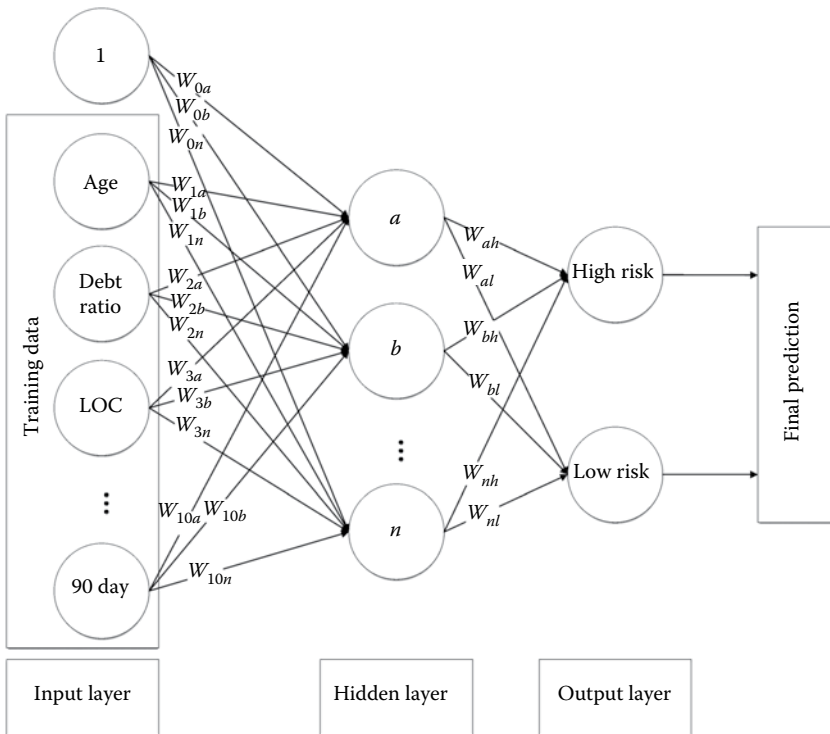 1
W0a
W0b
W0n
Training data
Age
W1a
W1b
W1n
Debt
ratio
W2a
W2b
W2n
LOC
W3a
W3b
W3n
⋮
90 day
W10a
W10b
W10n
a
b
⋮
n
Wah
Wal
Wbh
Wbl
Wnh
Wnl
High risk
Low risk
Final prediction
Input layer
Hidden layer
Output layer